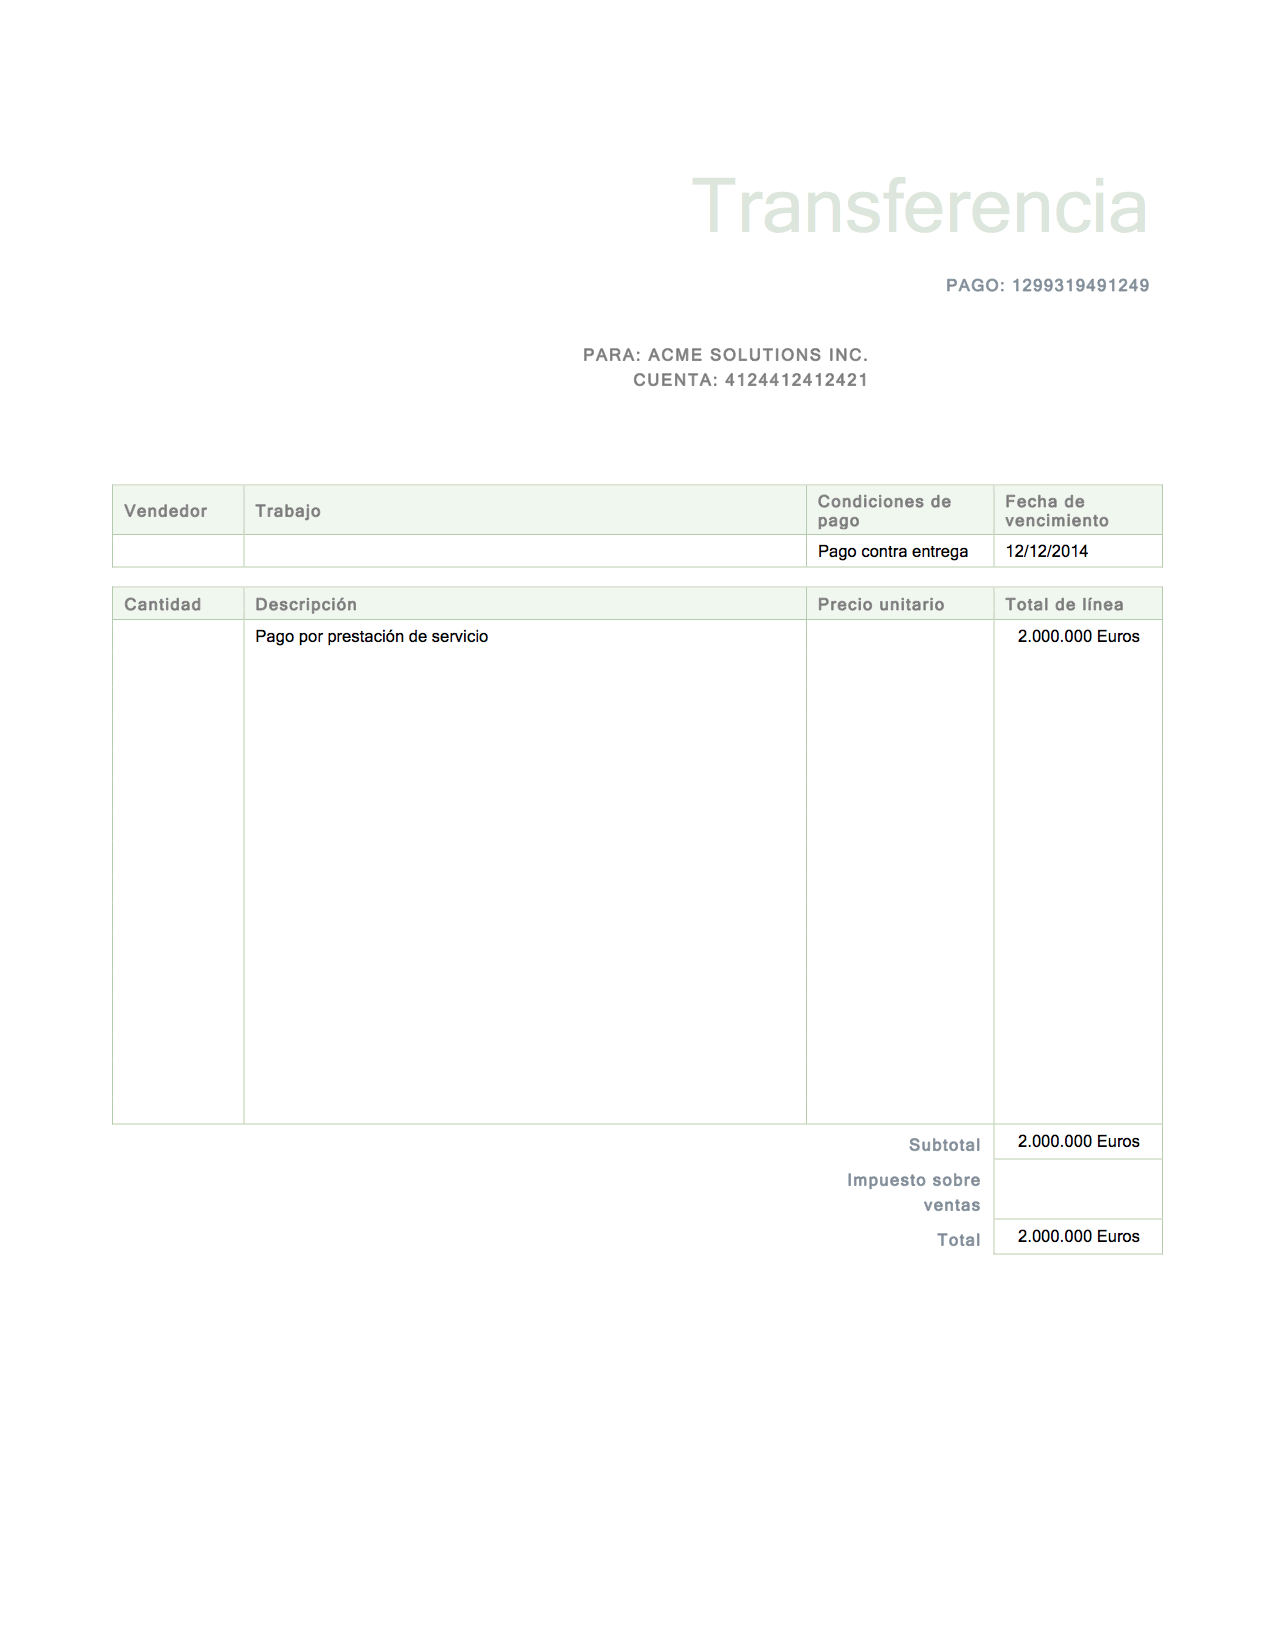 Transferencia
PAGO: 1299319491249
PARA: ACME SOLUTIONS INC.
CUENTA: 4124412412421
Vendedor Trabajo Condiciones de pago Fecha de vencimiento
Pago contra entrega 12/12/2014
Cantidad Descripción Precio unitario Total de línea
Pago por prestación de servicio 2.000.000 Euros
Subtotal 2.000.000 Euros
Impuesto sobre
ventas
Total 2.000.000 Euros